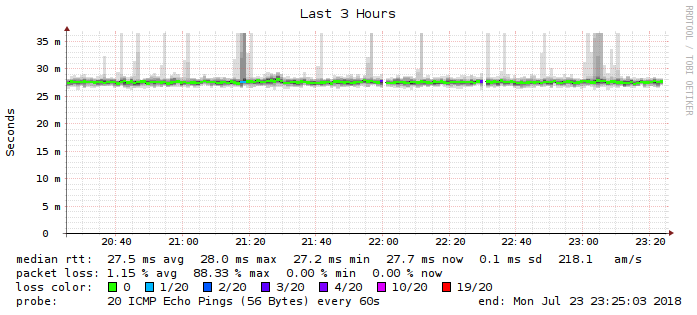 Last 3 Hours
RRDTOOL / TOBI OETIKER
Seconds
35 m
30 m
25 m
20 m
15 m
10 m
5 m
0
20:40 21:00 21:20 21:40 22:00 22:20 22:40 23:00 23:20
median rtt: 27.5 ms avg 28.0 ms max 27.2 ms min 27.7 ms now 0.1 ms sd 218.1 am/s
packet loss: 1.15 % avg 88.33 % max 0.00 % min 0.00 % now
loss color: 0 1/20 2/20 3/20 4/20 10/20 19/20
probe: 20 ICMP Echo Pings (56 Bytes) every 60s end: Mon Jul 23 23:25:03 2018